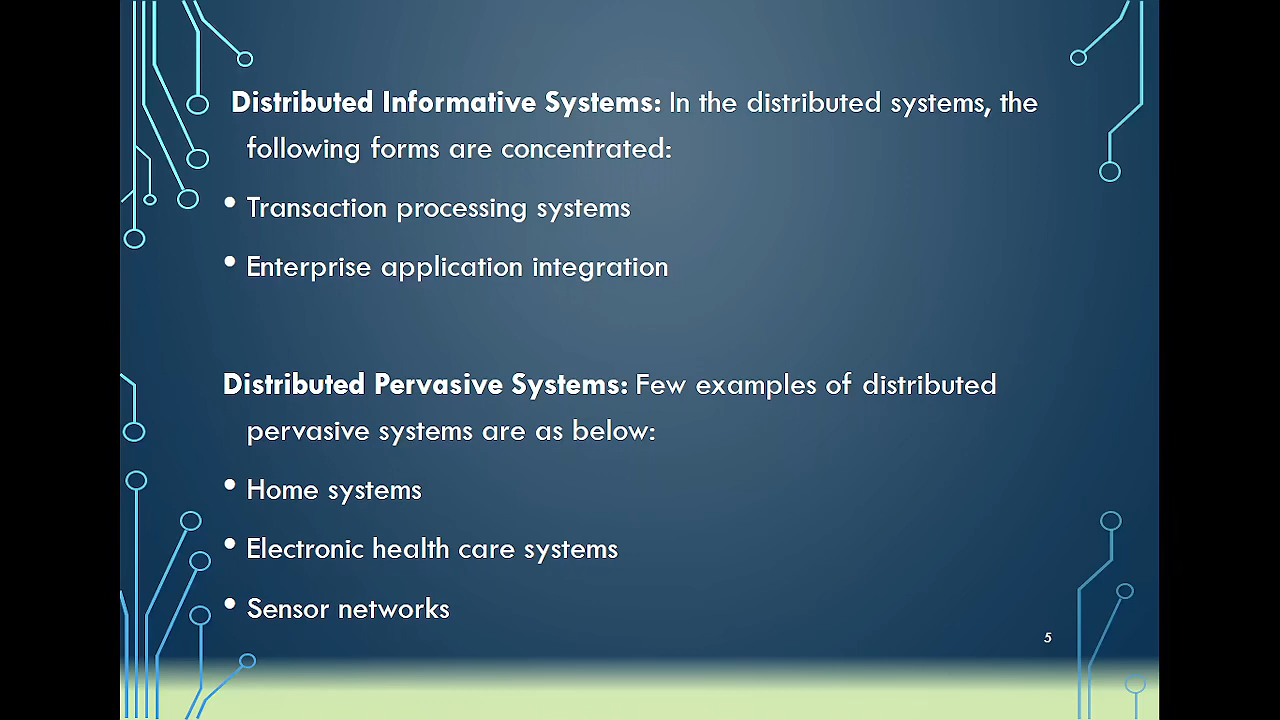 Distributed Informative Systems: In the distributed systems, the
following forms are concentrated:
• Transaction processing systems
• Enterprise application integration
Distributed Pervasive Systems: Few examples of distributed
pervasive systems are as below:
• Home systems
• Electronic health care systems
• Sensor networks
5